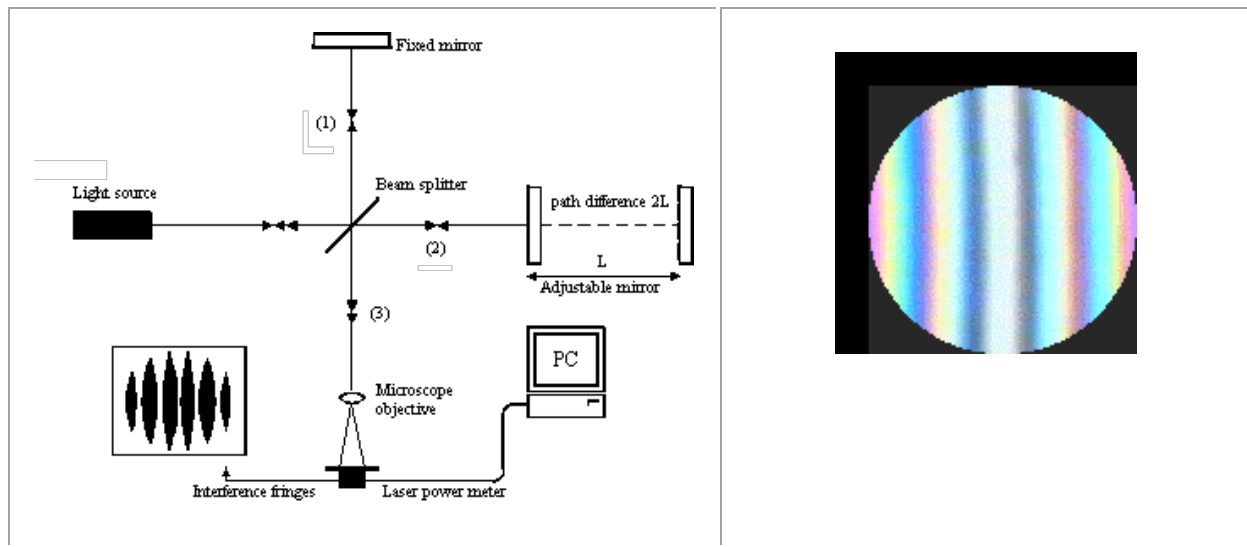 Fixed mirror
(1)
Beam splitter
Light source
path difference 2L
(2)
L
Adjustable mirror
(3)
PC
Microscope
objective
Interference fringes
Laser power meter